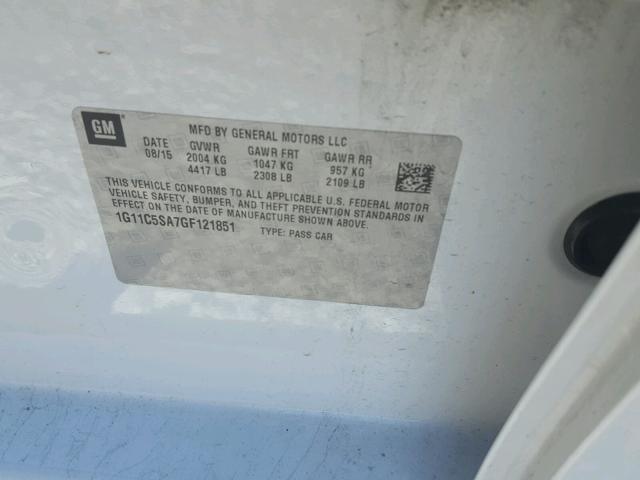 GM
MFD BY GENERAL MOTORS LLC
DATE GVWR GAWR FRT GAWR RR
08/15 2004 KG 1047 KG 957 KG
4417 LB 2308 LB 2109 LB
THIS VEHICLE CONFORMS TO ALL APPLICABLE U.S. FEDERAL MOTOR
VEHICLE SAFETY, BUMPER, AND THEFT PREVENTION STANDARDS IN
EFFECT ON THE DATE OF MANUFACTURE SHOWN ABOVE.
1G11C5SA7GF121851 TYPE: PASS CAR